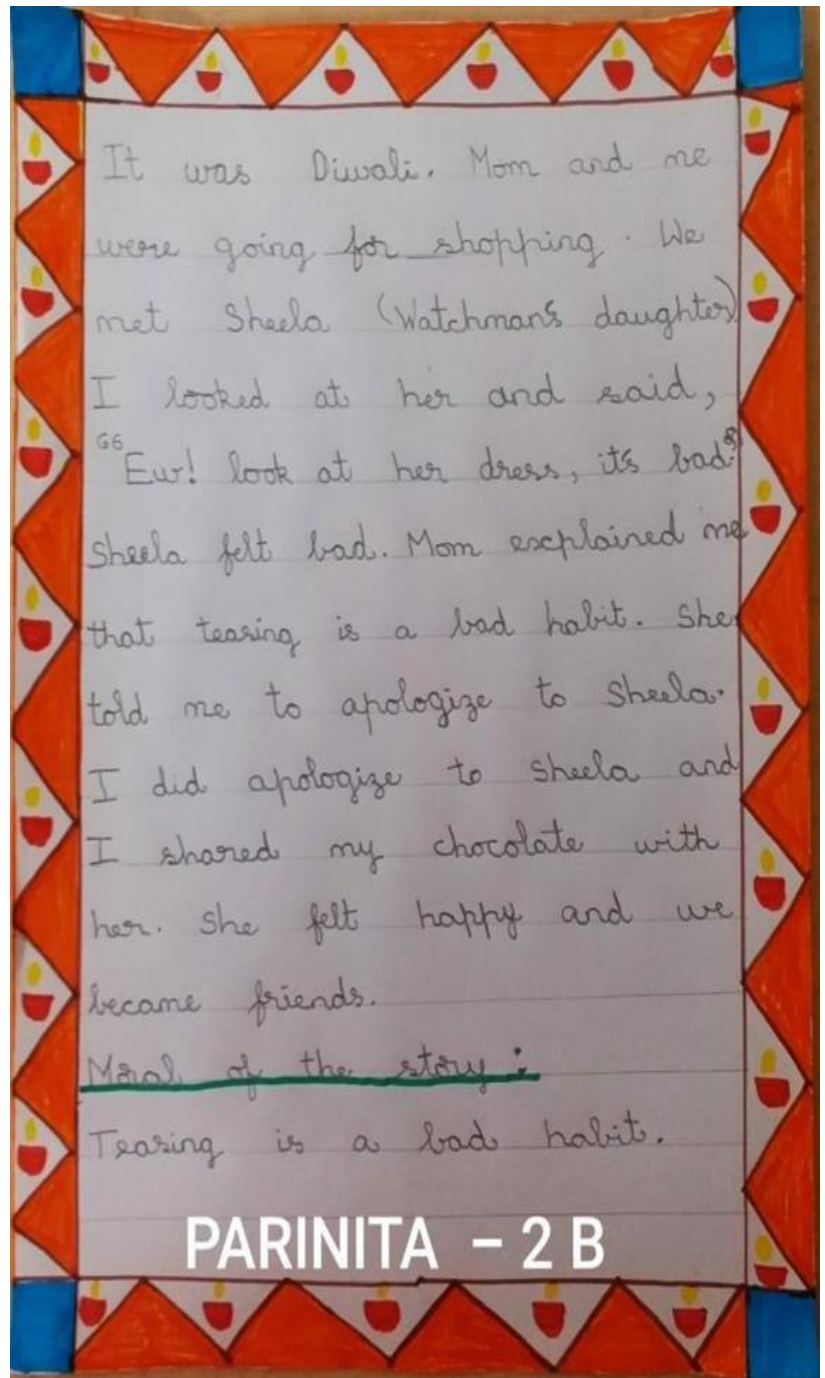 It was Diwali. Mom and me
were going for shopping. We
met Sheela (Watchman's daughter)
I looked at her and said,
"Ew! look at her dress, it's bad."
Sheela felt bad. Mom explained me
that teasing is a bad habit. She
told me to apologize to Sheela.
I did apologize to Sheela and
I shared my chocolate with
her. She felt happy and we
became friends.
Moral of the story :
Teasing is a bad habit.
PARINITA – 2 B